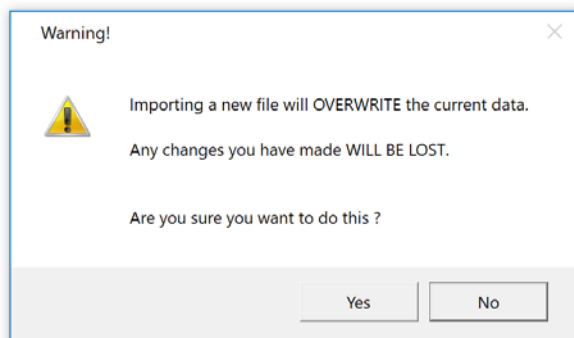 Warning!
Importing a new file will OVERWRITE the current data.
Any changes you have made WILL BE LOST.
Are you sure you want to do this ?
Yes No